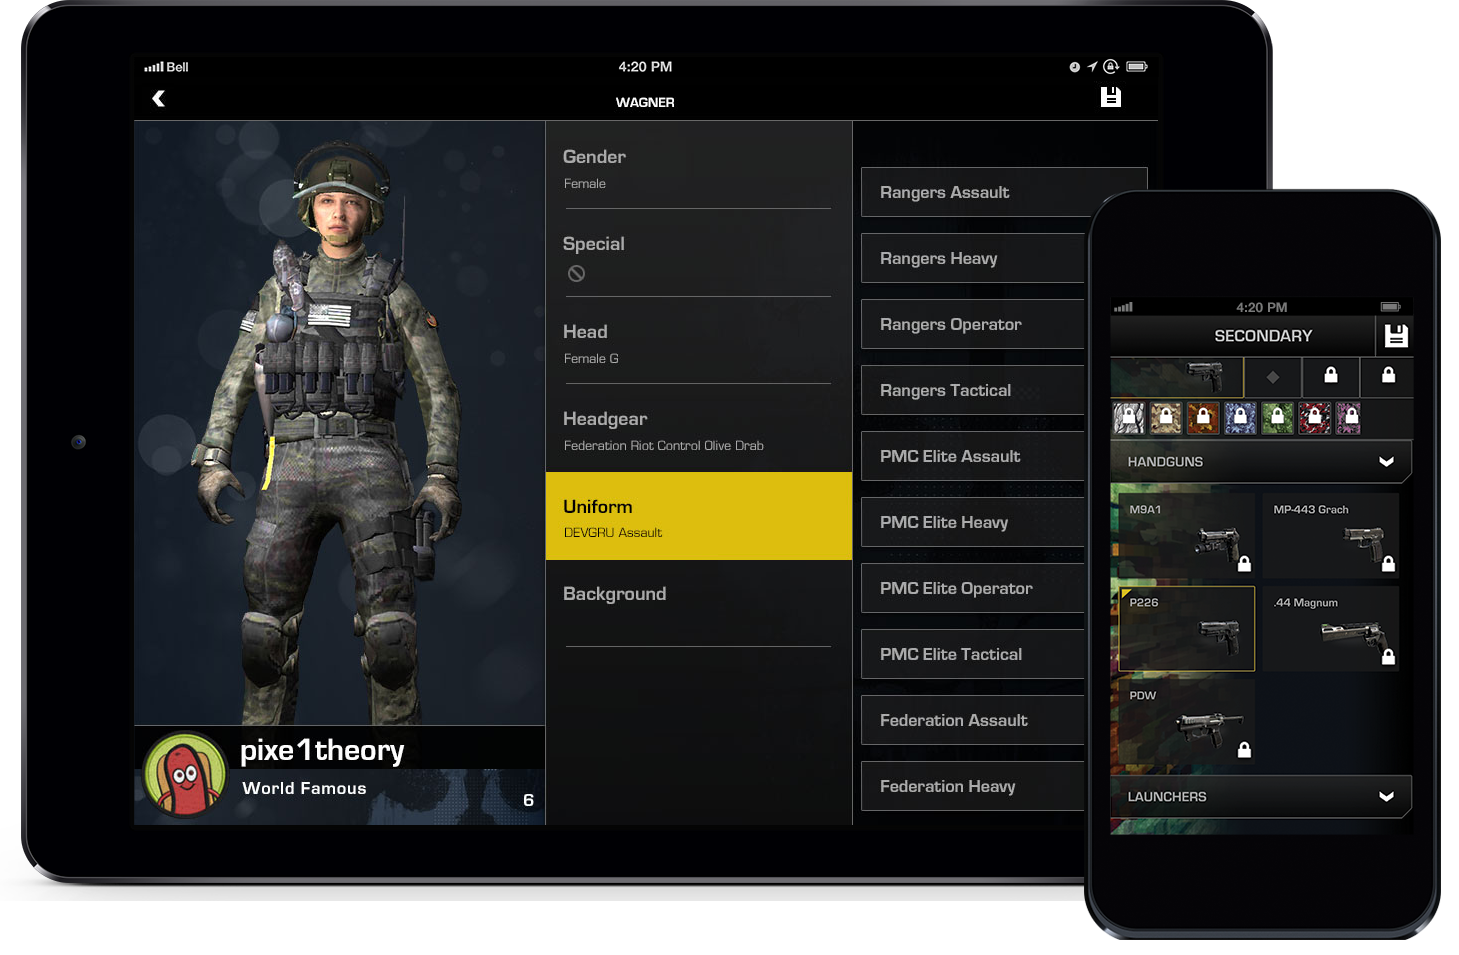 Bell
4:20 PM
WAGNER
Gender
Female
Special
Head
Female G
Headgear
Federation Riot Control Olive Drab
Uniform
DEVGRU Assault
Background
pixe1theory
World Famous
6
Rangers Assault
Rangers Heavy
Rangers Operator
Rangers Tactical
PMC Elite Assault
PMC Elite Heavy
PMC Elite Operator
PMC Elite Tactical
Federation Assault
Federation Heavy
4:20 PM
SECONDARY
HANDGUNS
M9A1
MP-443 Grach
P226
.44 Magnum
PDW
LAUNCHERS